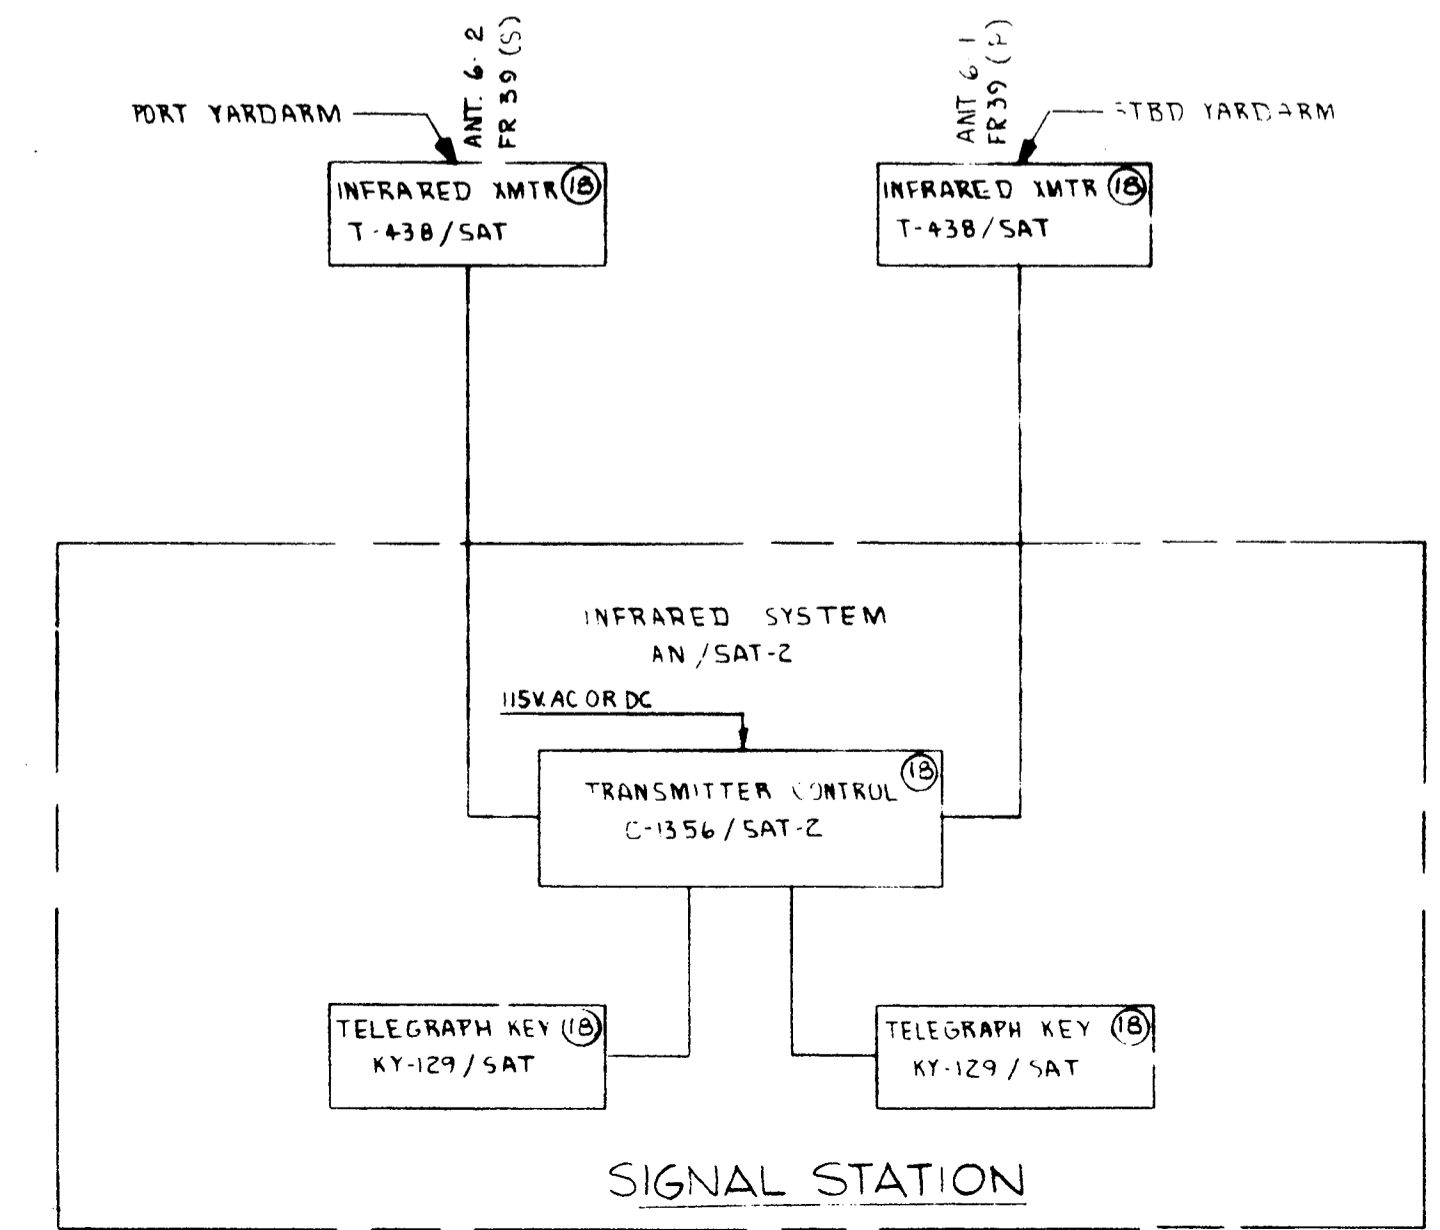 ANT. 6-2
FR 39 (S)
ANT 6-1
FR 39 (P)
PORT YARDARM
STBD YARDARM
INFRARED XMTR 18
T-438/SAT
INFRARED XMTR 18
T-438/SAT
INFRARED SYSTEM
AN/SAT-2
115V. AC OR DC
TRANSMITTER CONTROL 18
C-1356/SAT-2
TELEGRAPH KEY 18
KY-129/SAT
TELEGRAPH KEY 18
KY-129/SAT
SIGNAL STATION